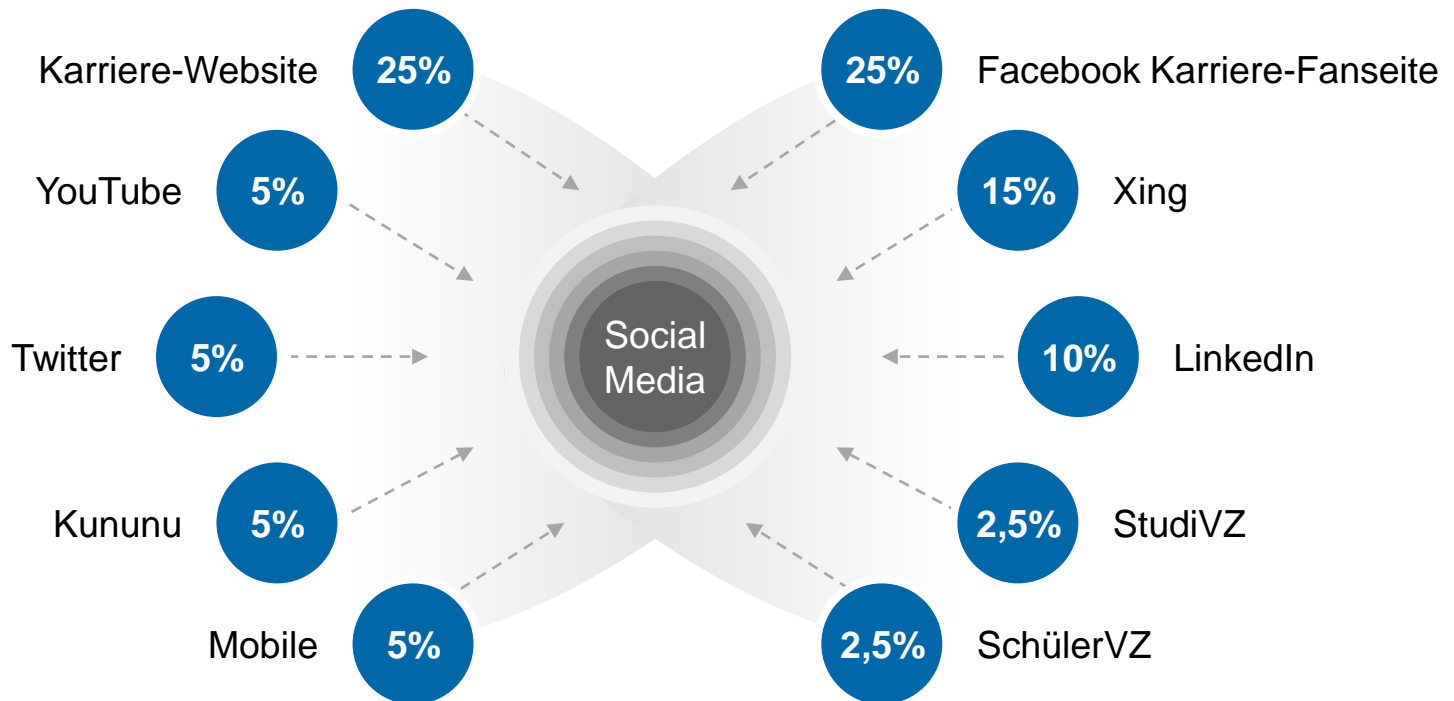 Karriere-Website 25%
25% Facebook Karriere-Fanseite
YouTube 5%
15% Xing
Twitter 5%
Social
Media
10% LinkedIn
Kununu 5%
2,5% StudiVZ
Mobile 5%
2,5% SchülerVZ